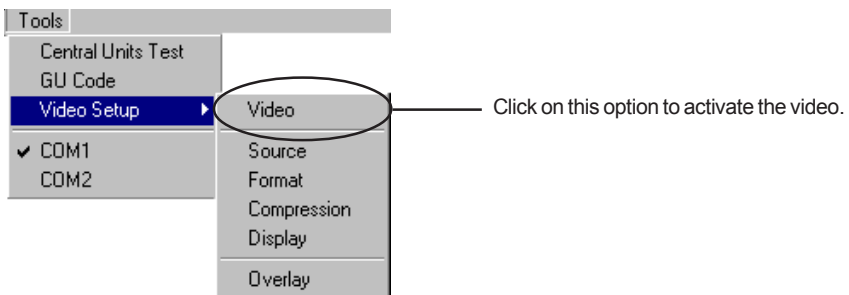 Tools
Central Units Test
GU Code
Video Setup
COM1
COM2
Video
Source
Format
Compression
Display
Overlay
Click on this option to activate the video.